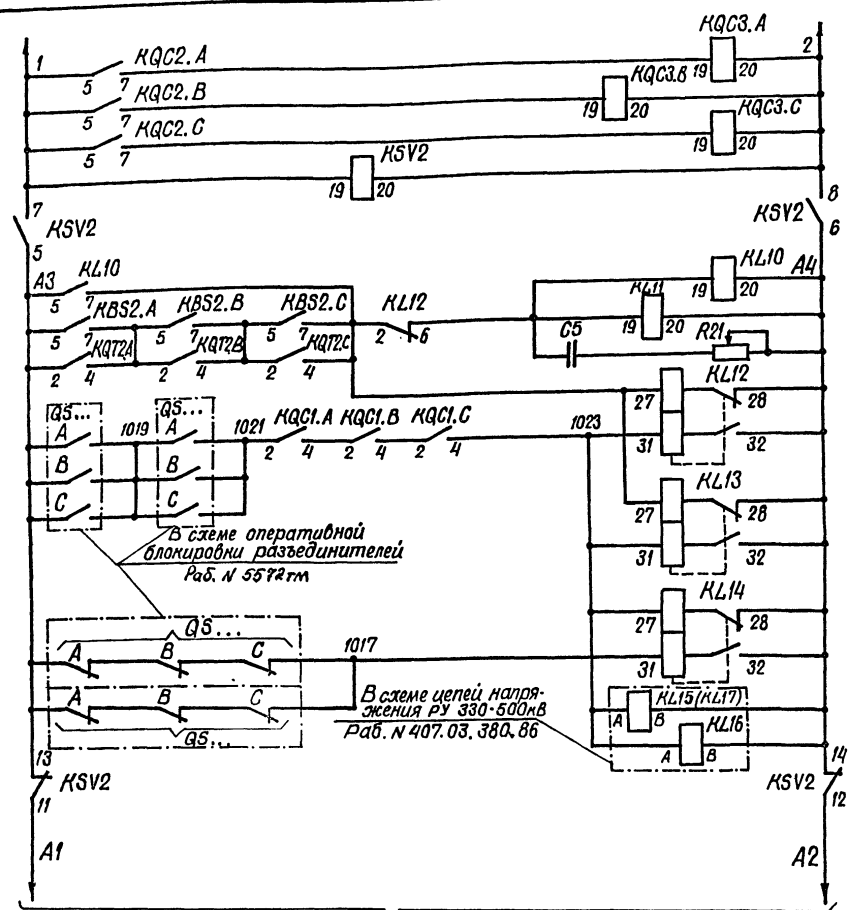 KQC3.A
1
KQC2.A
2
5 7
19 20
KQC3.B
KQC2.B
5 7
19 20
KQC3.C
KQC2.C
5 7
19 20
KSV2
19 20
7
KSV2
5
8
KSV2
6
A3
KL10
5 7
KL10
A4
19 20
KBS2.A
KBS2.B
KBS2.C
KL12
KL11
5 7
5 7
5 7
2 6
19 20
KQT2.A
KQT2.B
KQT2.C
C5
R21
2 4
2 4
2 4
KL12
27 28
QS...
QS...
A
1019
A
1021
KQC1.A
KQC1.B
KQC1.C
1023
2 4
2 4
2 4
31 32
B
B
C
C
KL13
27 28
В схеме оперативной
блокировки разъединителей
Раб. N 5572тм
31 32
KL14
27 28
QS...
A
B
C
1017
31 32
A
B
C
QS...
В схеме цепей напря-
жения РУ 330-500кВ
Раб. N 407.03.380.86
KL15(KL17)
A B
KL16
A B
13
KSV2
11
14
KSV2
12
A1
A2